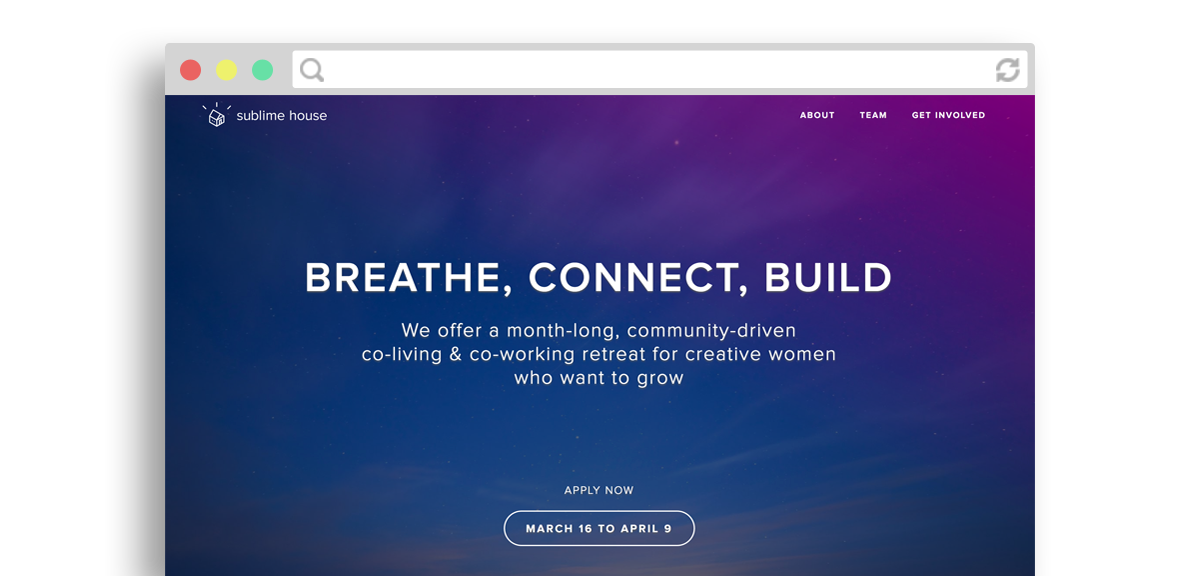 sublime house
ABOUT
TEAM
GET INVOLVED
BREATHE, CONNECT, BUILD
We offer a month-long, community-driven
co-living & co-working retreat for creative women
who want to grow
APPLY NOW
MARCH 16 TO APRIL 9